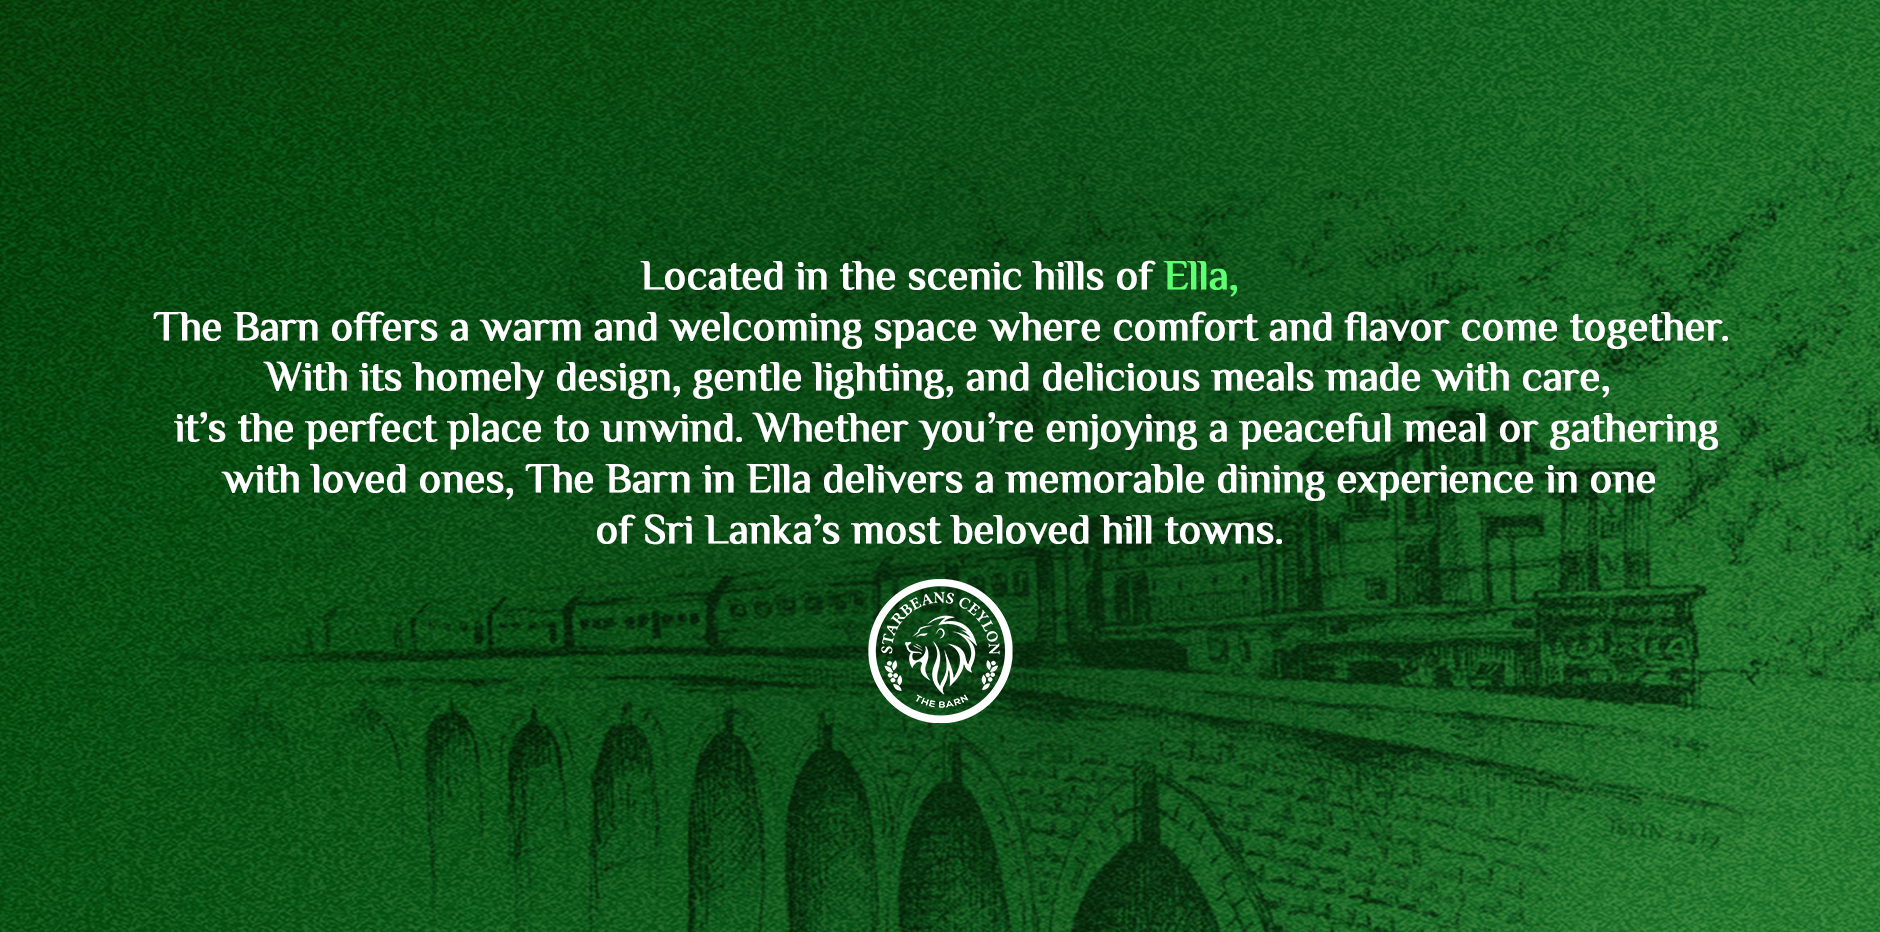 Located in the scenic hills of Ella,
The Barn offers a warm and welcoming space where comfort and flavor come together.
With its homely design, gentle lighting, and delicious meals made with care,
it’s the perfect place to unwind. Whether you’re enjoying a peaceful meal or gathering
with loved ones, The Barn in Ella delivers a memorable dining experience in one
of Sri Lanka’s most beloved hill towns.
STARBEANS CEYLON
THE BARN